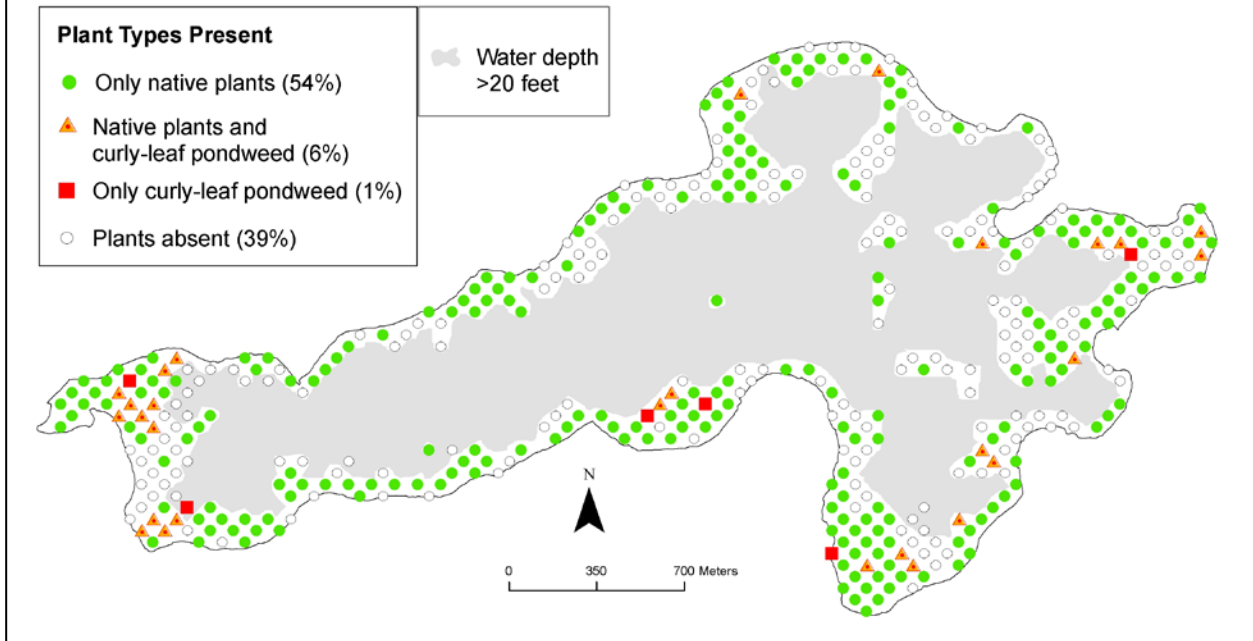 Plant Types Present
Only native plants (54%)
Native plants and
curly-leaf pondweed (6%)
Only curly-leaf pondweed (1%)
Plants absent (39%)
Water depth
>20 feet
N
0 350 700 Meters